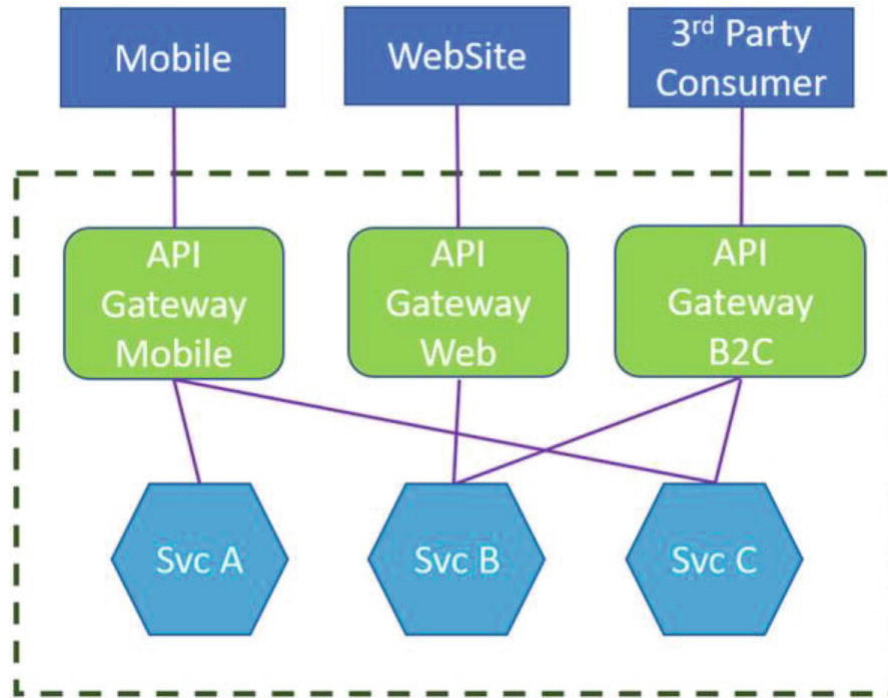 Mobile
WebSite
3rd Party
Consumer
API
Gateway
Mobile
API
Gateway
Web
API
Gateway
B2C
Svc A
Svc B
Svc C